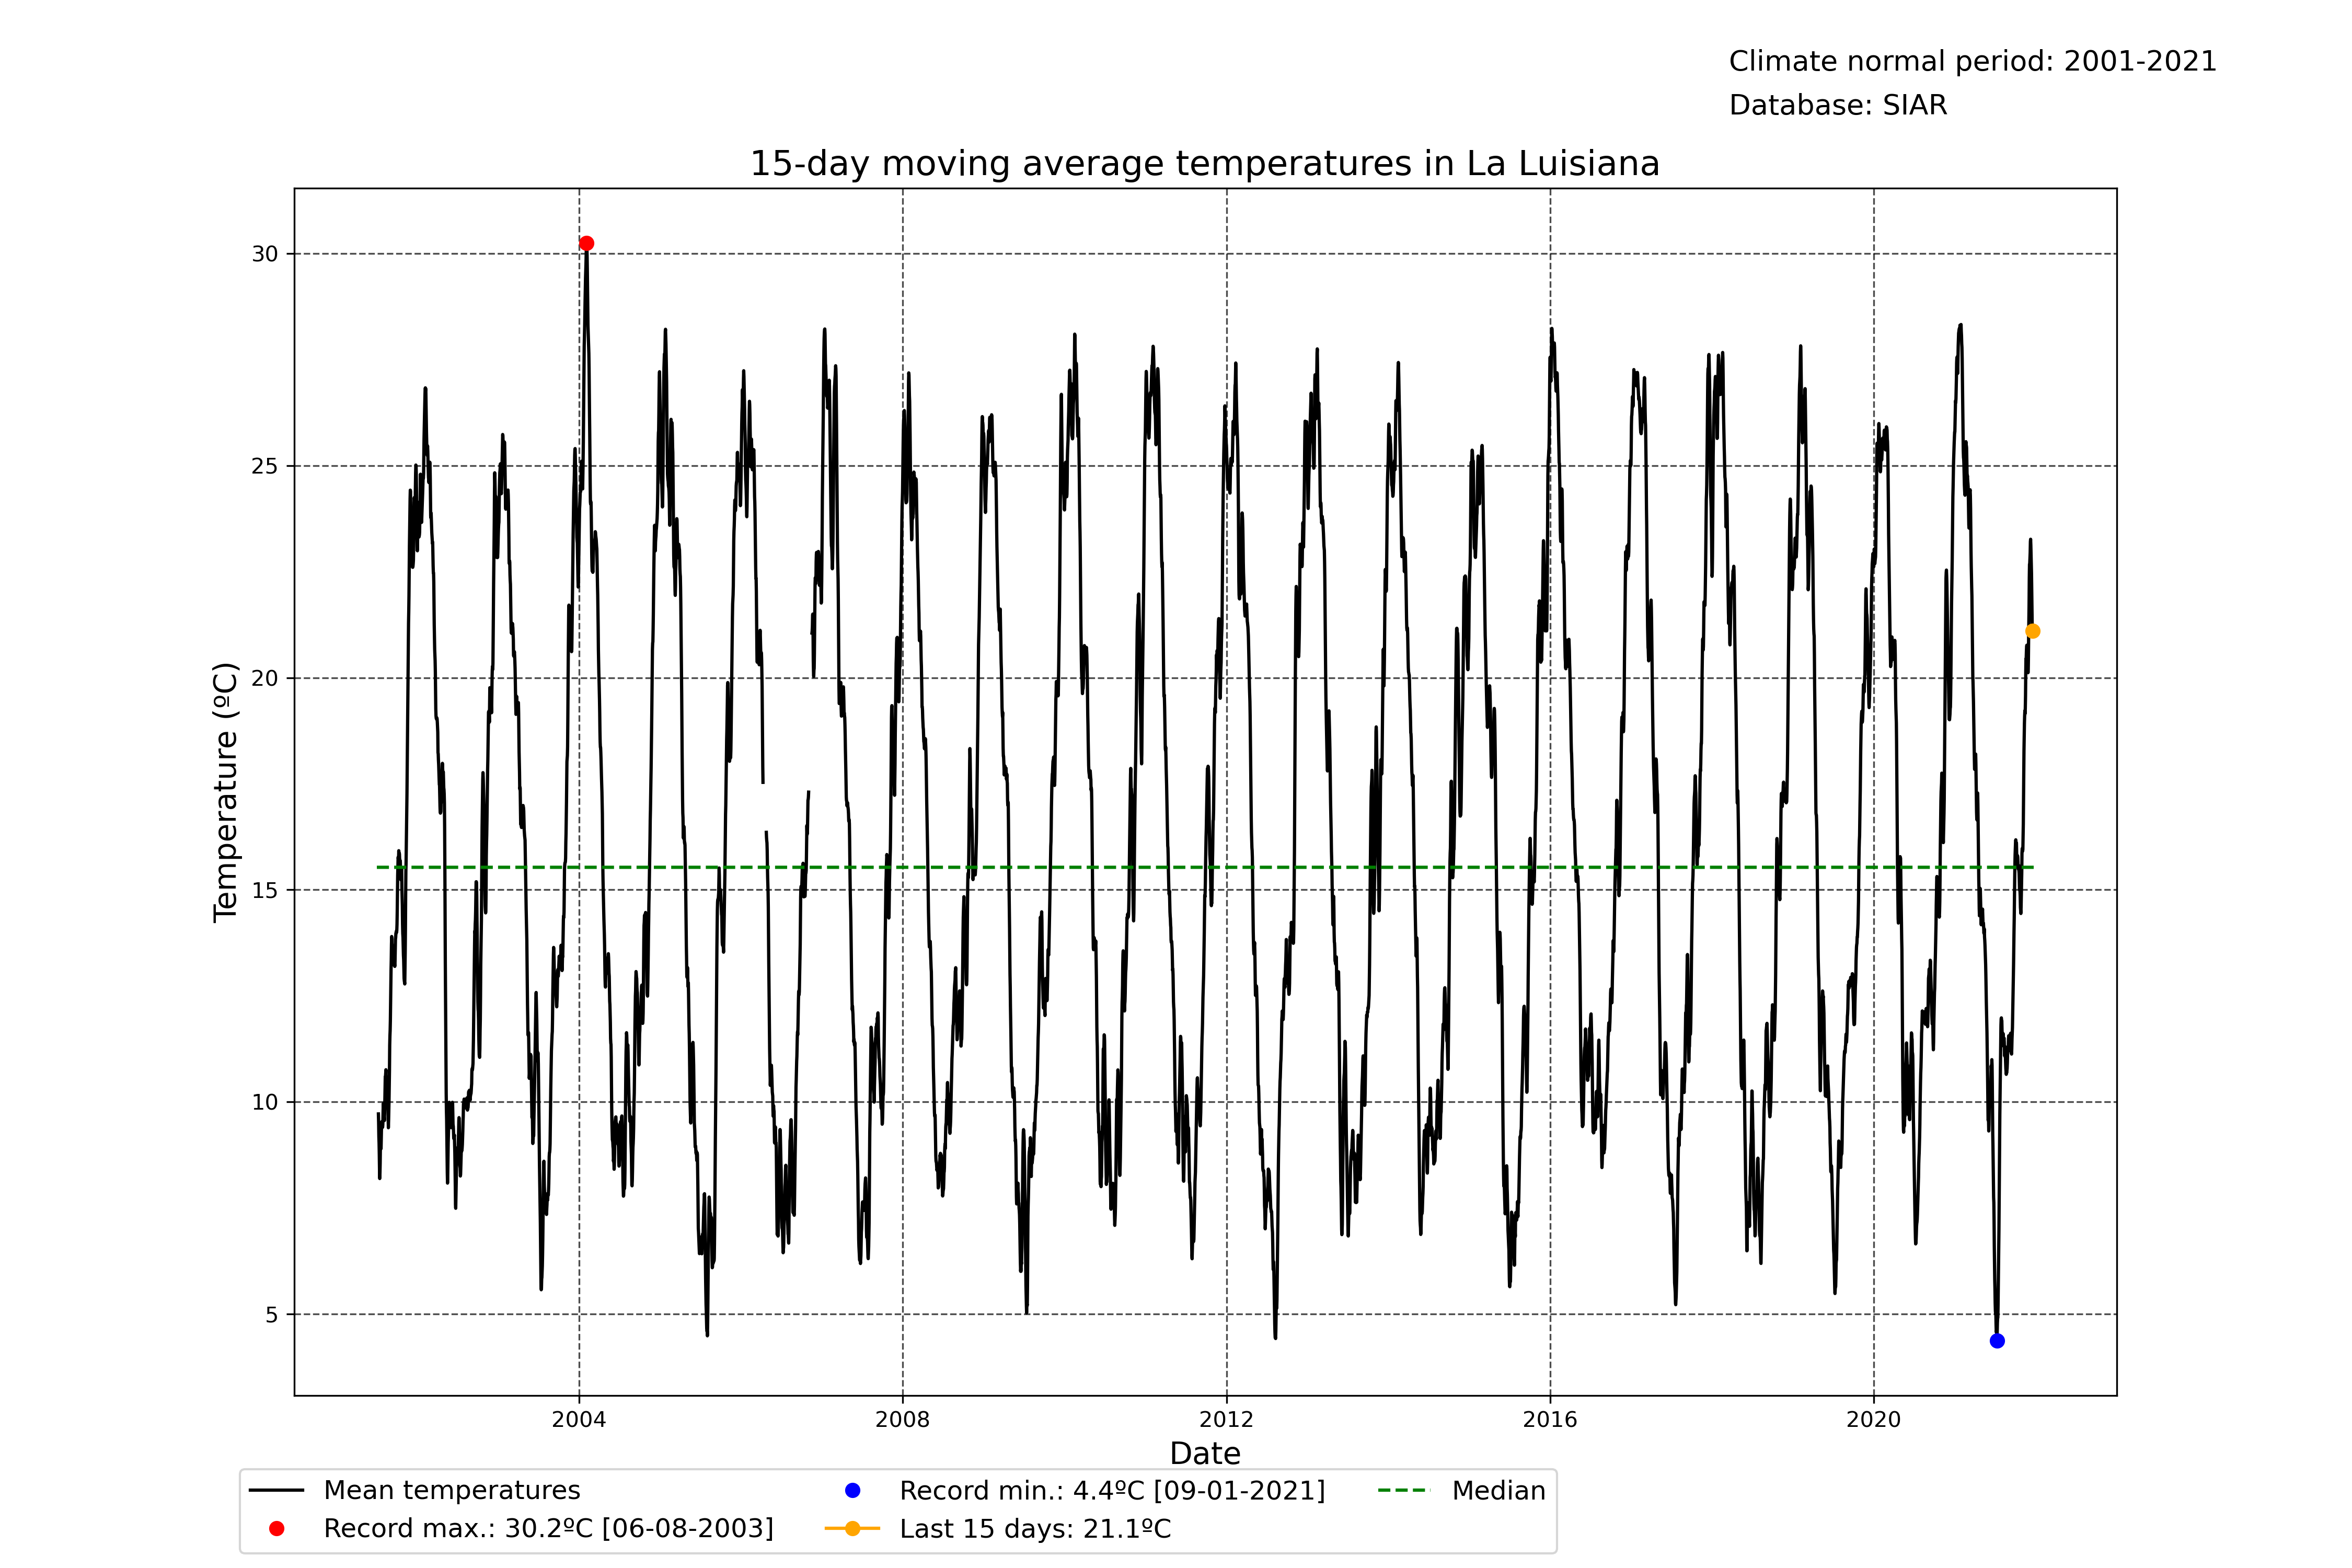 Climate normal period: 2001-2021
Database: SIAR
15-day moving average temperatures in La Luisiana
30
25
20
15
10
5
Temperature (ºC)
2004 2008 2012 2016 2020
Date
Mean temperatures
Record max.: 30.2ºC [06-08-2003]
Record min.: 4.4ºC [09-01-2021]
Last 15 days: 21.1ºC
Median